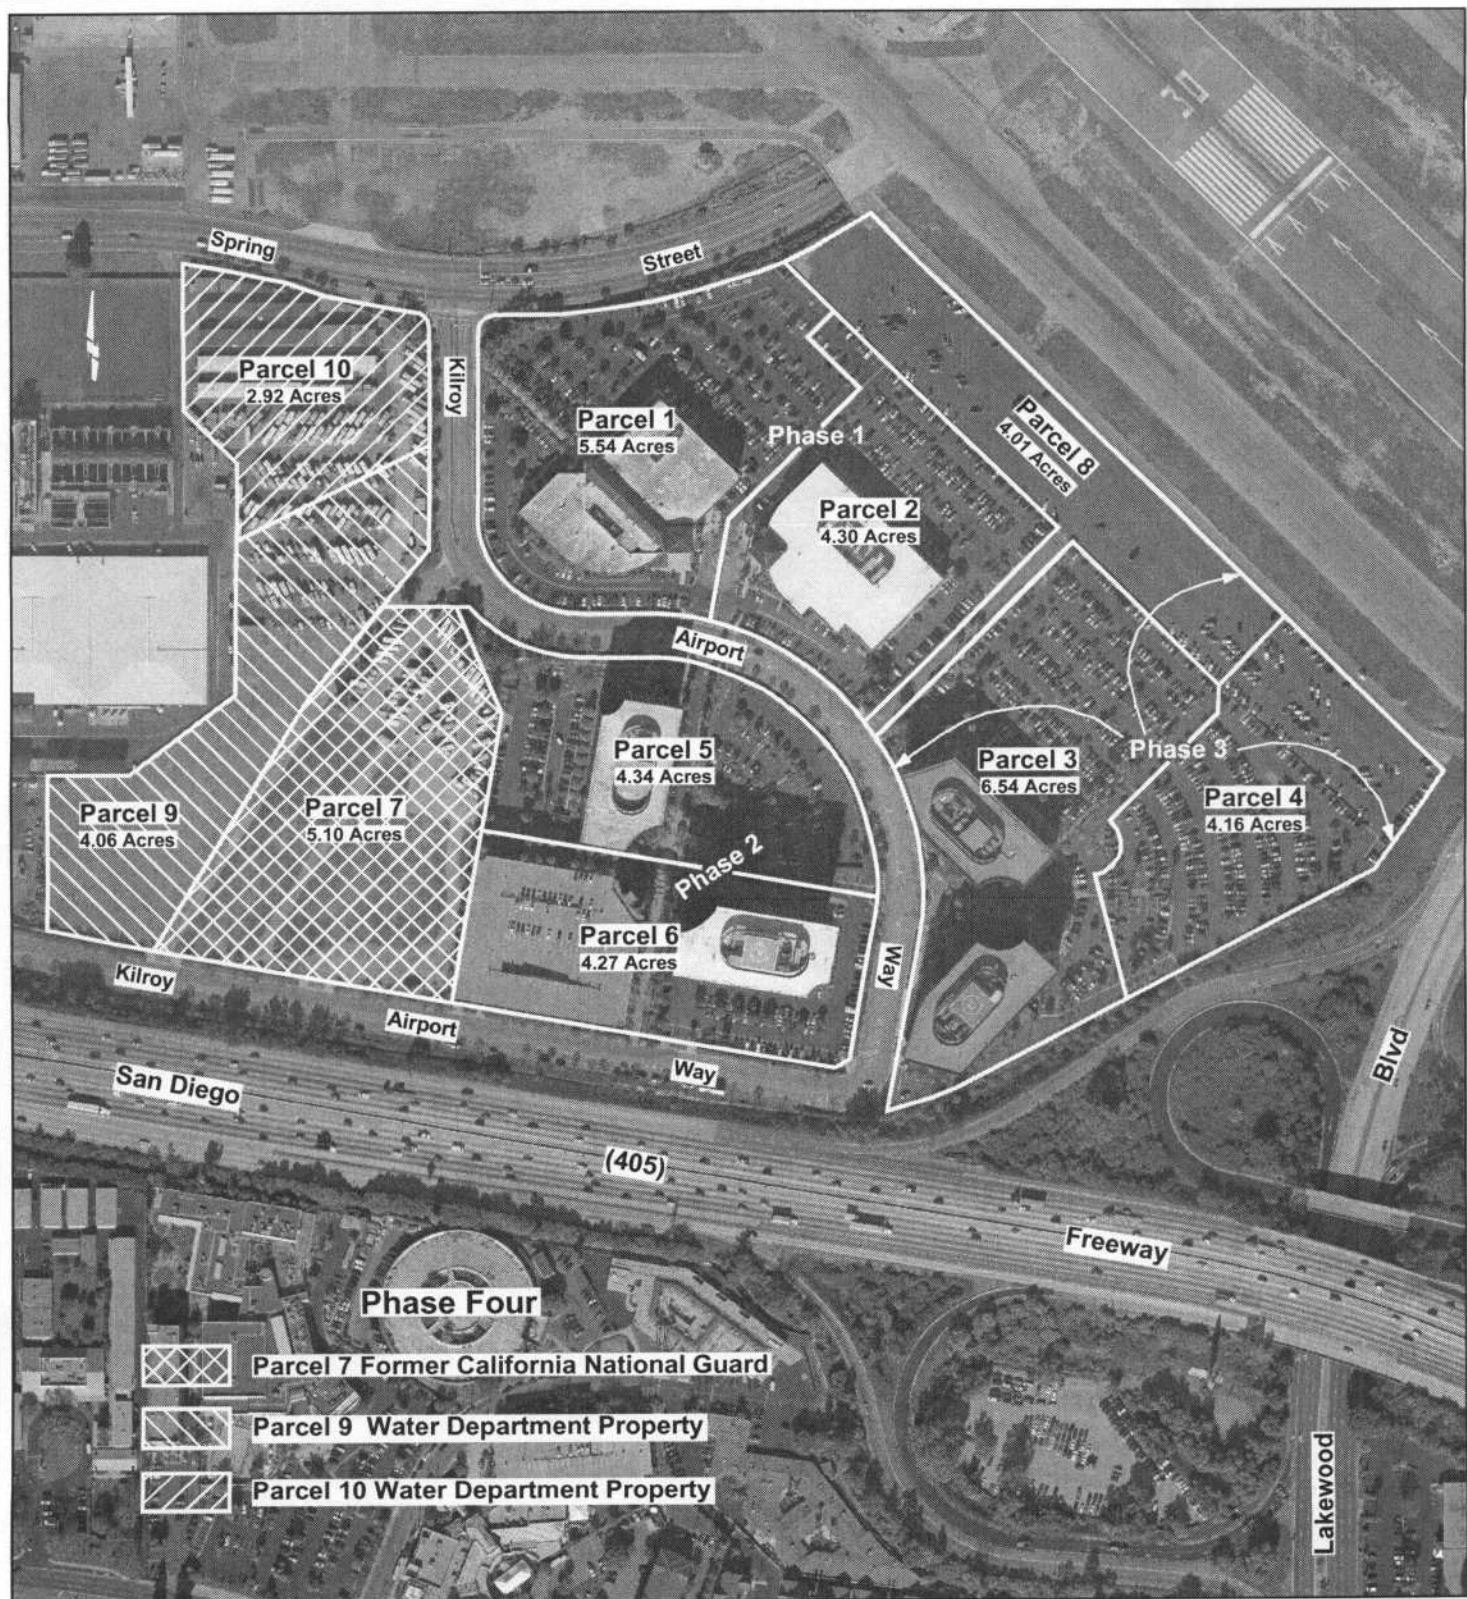 Spring
Street
Kilroy
Parcel 10
2.92 Acres
Parcel 1
5.54 Acres
Phase 1
Parcel 8
4.01 Acres
Parcel 2
4.30 Acres
Airport
Parcel 5
4.34 Acres
Parcel 3
6.54 Acres
Phase 3
Parcel 4
4.16 Acres
Parcel 9
4.06 Acres
Parcel 7
5.10 Acres
Phase 2
Parcel 6
4.27 Acres
Way
Kilroy
Airport
Way
San Diego
(405)
Freeway
Blvd
Lakewood
Phase Four
Parcel 7 Former California National Guard
Parcel 9 Water Department Property
Parcel 10 Water Department Property